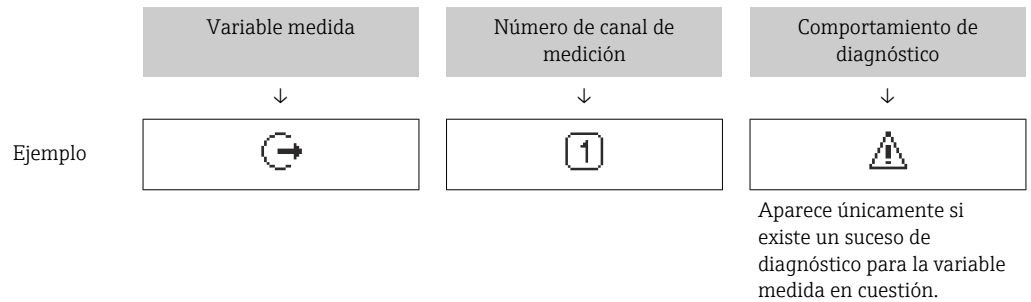 Variable medida
Número de canal de
medición
Comportamiento de
diagnóstico
↓ ↓ ↓
Ejemplo
1
Aparece únicamente si
existe un suceso de
diagnóstico para la variable
medida en cuestión.